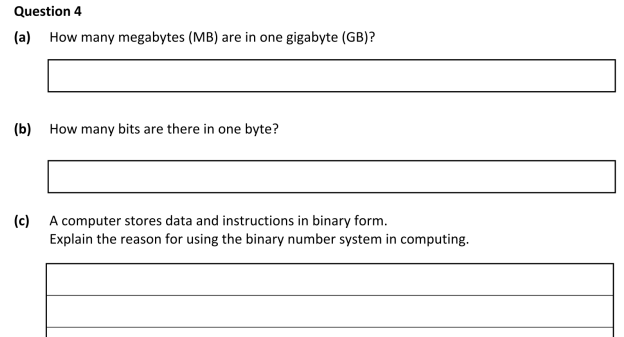 Question 4
(a) How many megabytes (MB) are in one gigabyte (GB)?
(b) How many bits are there in one byte?
(c) A computer stores data and instructions in binary form.
Explain the reason for using the binary number system in computing.